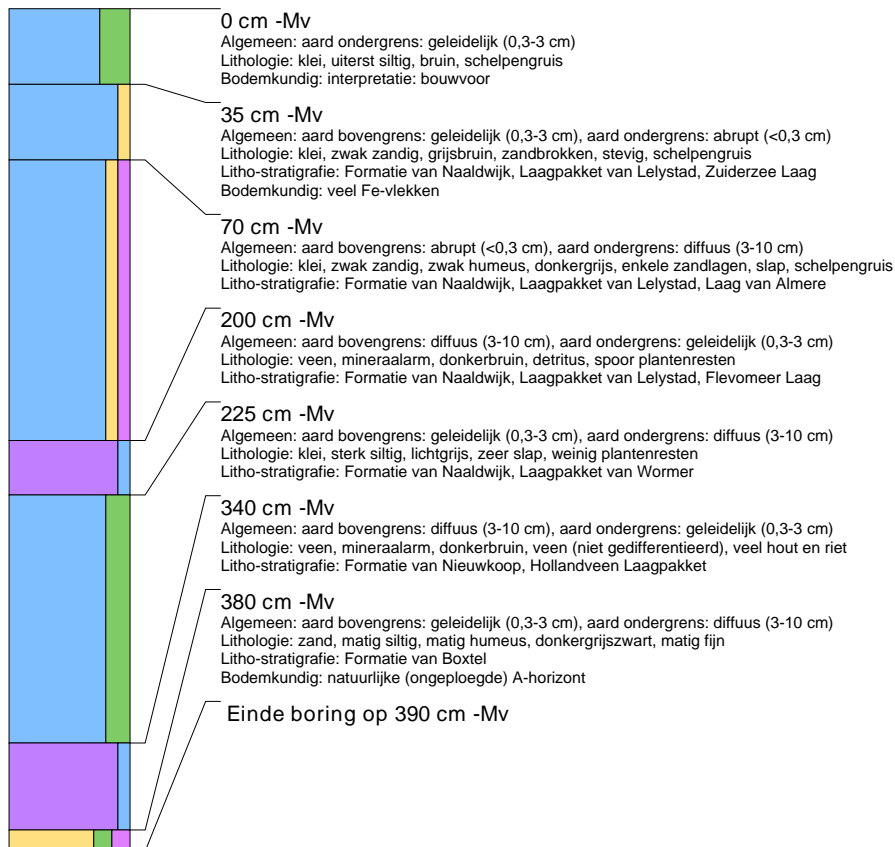 0 cm -Mv
Algemeen: aard ondergrens: geleidelijk (0,3-3 cm)
Lithologie: klei, uiterst siltig, bruin, schelpengruis
Bodemkundig: interpretatie: bouwvoor
35 cm -Mv
Algemeen: aard bovengrens: geleidelijk (0,3-3 cm), aard ondergrens: abrupt (<0,3 cm)
Lithologie: klei, zwak zandig, grijsbruin, zandbrokken, stevig, schelpengruis
Litho-stratigrafie: Formatie van Naaldwijk, Laagpakket van Lelystad, Zuiderzee Laag
Bodemkundig: veel Fe-vlekken
70 cm -Mv
Algemeen: aard bovengrens: abrupt (<0,3 cm), aard ondergrens: diffuus (3-10 cm)
Lithologie: klei, zwak zandig, zwak humeus, donkergrijs, enkele zandlagen, slap, schelpengruis
Litho-stratigrafie: Formatie van Naaldwijk, Laagpakket van Lelystad, Laag van Almere
200 cm -Mv
Algemeen: aard bovengrens: diffuus (3-10 cm), aard ondergrens: geleidelijk (0,3-3 cm)
Lithologie: veen, mineraalarm, donkerbruin, detritus, spoor plantenresten
Litho-stratigrafie: Formatie van Naaldwijk, Laagpakket van Lelystad, Flevomeer Laag
225 cm -Mv
Algemeen: aard bovengrens: geleidelijk (0,3-3 cm), aard ondergrens: diffuus (3-10 cm)
Lithologie: klei, sterk siltig, lichtgrijs, zeer slap, weinig plantenresten
Litho-stratigrafie: Formatie van Naaldwijk, Laagpakket van Wormer
340 cm -Mv
Algemeen: aard bovengrens: diffuus (3-10 cm), aard ondergrens: geleidelijk (0,3-3 cm)
Lithologie: veen, mineraalarm, donkerbruin, veen (niet gedifferentieerd), veel hout en riet
Litho-stratigrafie: Formatie van Nieuwkoop, Hollandveen Laagpakket
380 cm -Mv
Algemeen: aard bovengrens: geleidelijk (0,3-3 cm), aard ondergrens: diffuus (3-10 cm)
Lithologie: zand, matig siltig, matig humeus, donkergrijszwart, matig fijn
Litho-stratigrafie: Formatie van Boxtel
Bodemkundig: natuurlijke (ongeploegde) A-horizont
Einde boring op 390 cm -Mv